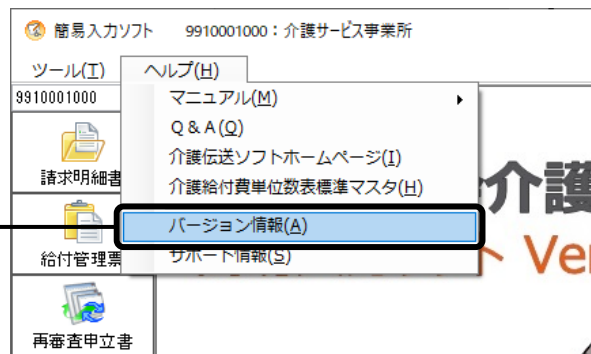 簡易入力ソフト 9910001000：介護サービス事業所
ツール(T) ヘルプ(H)
9910001000
マニュアル(M)
Q & A(Q)
介護伝送ソフトホームページ(I)
介護給付費単位数表標準マスタ(H)
バージョン情報(A)
サポート情報(S)
請求明細書
給付管理票
再審査申立書
介護
Ver